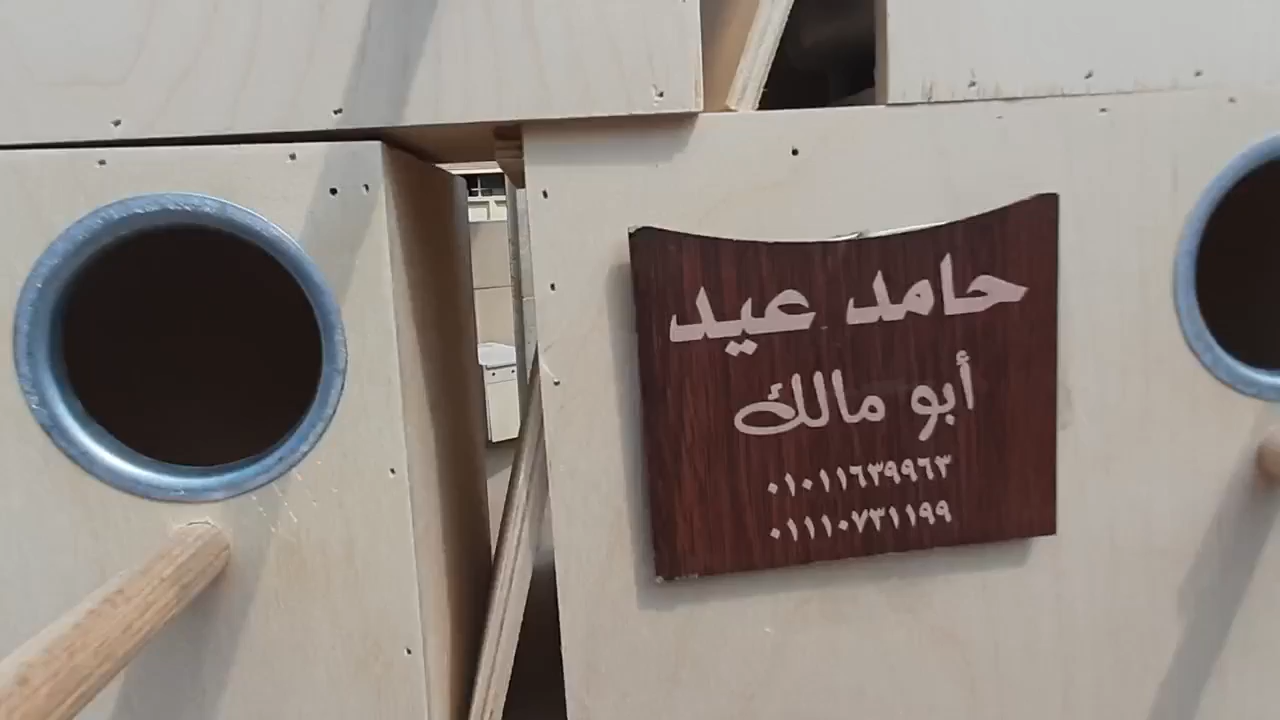 حامد عيد
أبو مالك
٠١٠١١٦٣٩٩٦٣
٠١١١٠٧٣١١٩٩